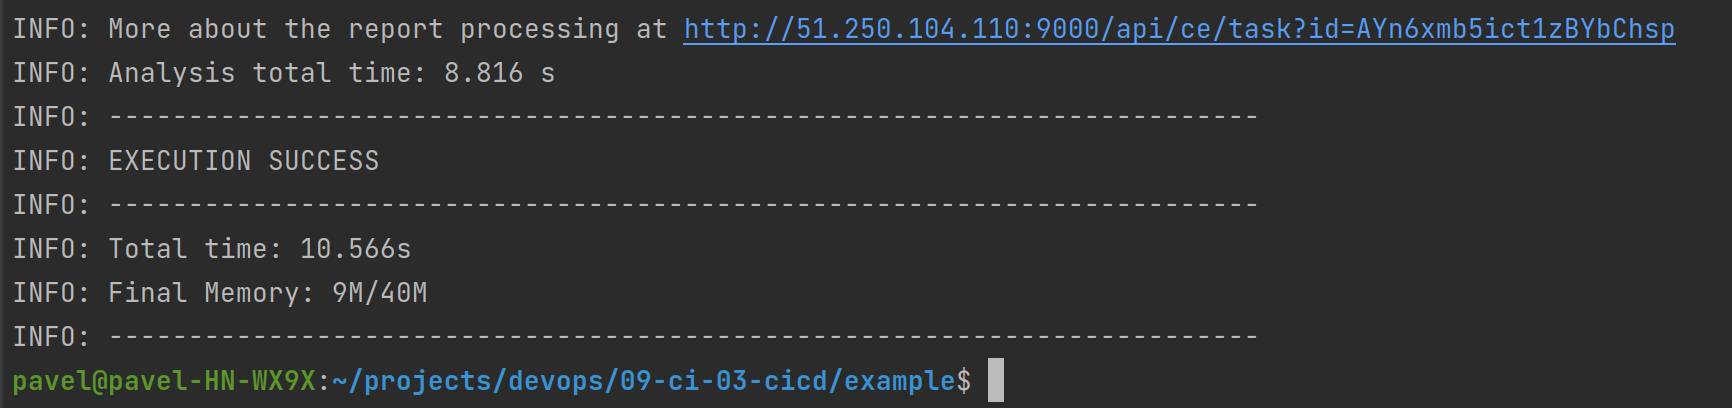 INFO: More about the report processing at http://51.250.104.110:9000/api/ce/task?id=AYn6xmb5ict1zBYbChsp
INFO: Analysis total time: 8.816 s
INFO: ------------------------------------------------------------------------
INFO: EXECUTION SUCCESS
INFO: ------------------------------------------------------------------------
INFO: Total time: 10.566s
INFO: Final Memory: 9M/40M
INFO: ------------------------------------------------------------------------
pavel@pavel-HN-WX9X:~/projects/devops/09-ci-03-cicd/example$